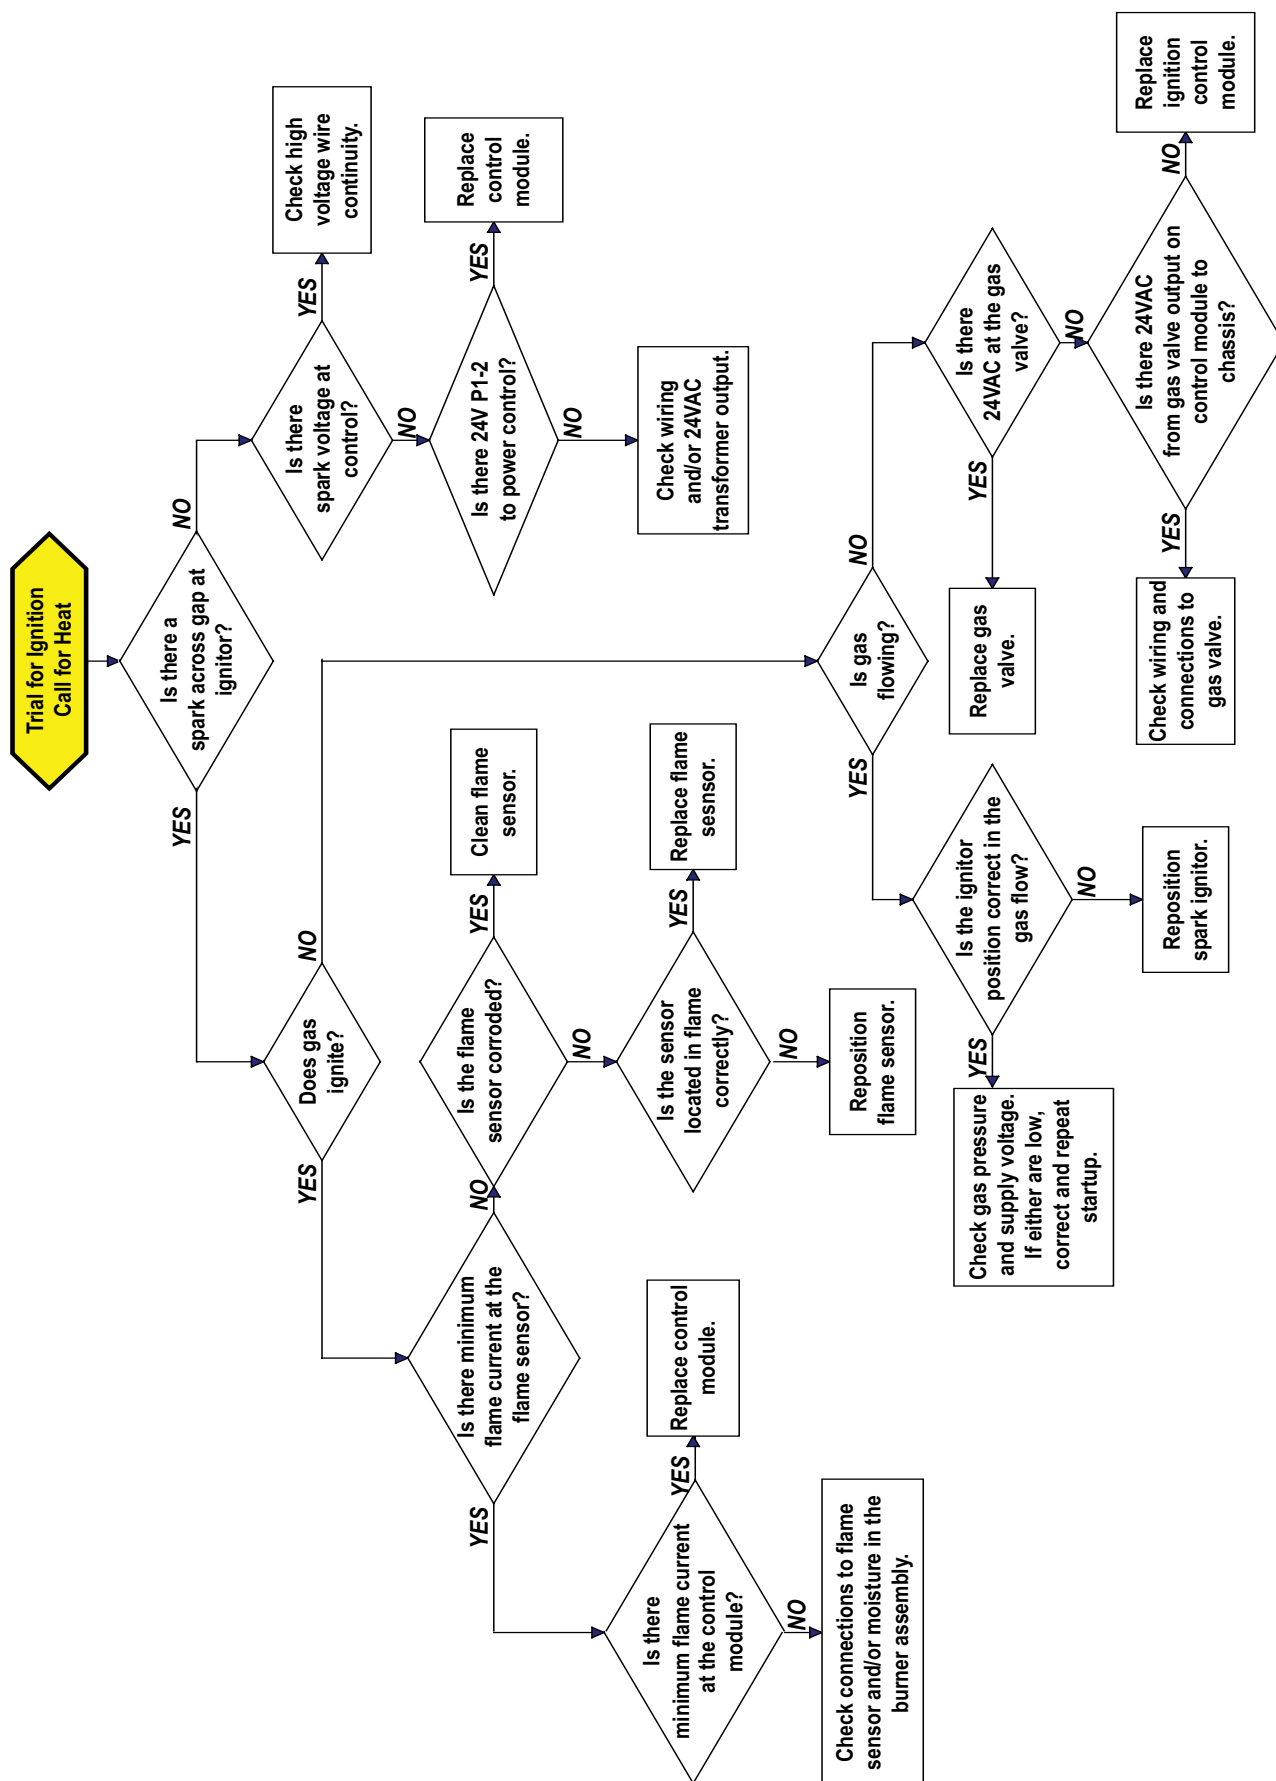 Trial for Ignition
Call for Heat
Is there a
spark across gap at
ignitor?
YES
NO
Is there
spark voltage at
control?
YES
Check high
voltage wire
continuity.
NO
Is there 24V P1-2
to power control?
YES
Replace
control
module.
NO
Check wiring
and/or 24VAC
transformer output.
Does gas
ignite?
YES
NO
Is there minimum
flame current at the
flame sensor?
YES
NO
Is the flame
sensor corroded?
YES
Clean flame
sensor.
NO
Is the sensor
located in flame
correctly?
YES
Replace flame
sesnsor.
NO
Reposition
flame sensor.
Is there
minimum flame current
at the control
module?
YES
Replace control
module.
NO
Check connections to flame
sensor and/or moisture in the
burner assembly.
Is gas
flowing?
YES
NO
Is the ignitor
position correct in the
gas flow?
YES
Check gas pressure
and supply voltage.
If either are low,
correct and repeat
startup.
NO
Reposition
spark ignitor.
Is there
24VAC at the gas
valve?
YES
Replace gas
valve.
NO
Is there 24VAC
from gas valve output on
control module to
chassis?
YES
Check wiring and
connections to
gas valve.
NO
Replace
ignition
control
module.